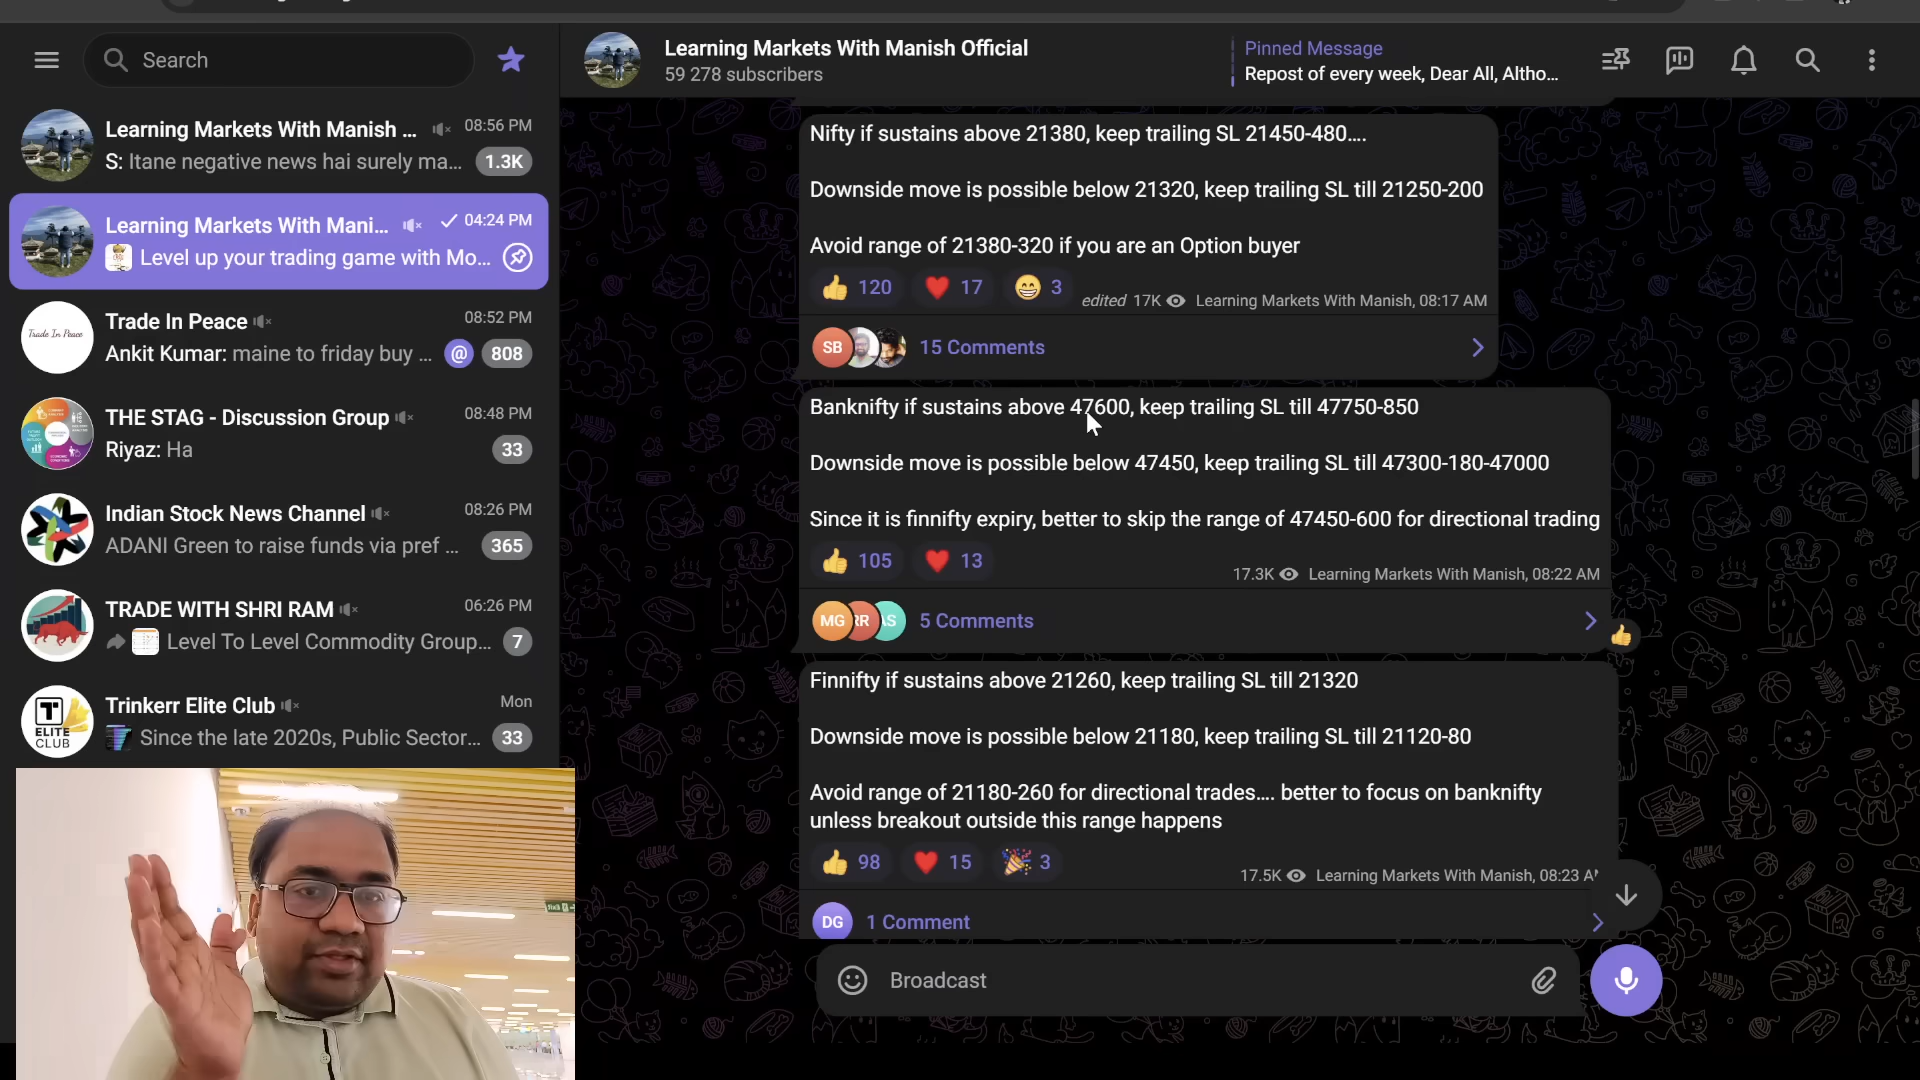 Search
Learning Markets With Manish ...
08:56 PM
S: Itane negative news hai surely ma...
1.3K
Learning Markets With Mani...
04:24 PM
Level up your trading game with Mo...
Trade In Peace
Trade In Peace
08:52 PM
Ankit Kumar: maine to friday buy ...
@
808
THE STAG - Discussion Group
08:48 PM
Riyaz: Ha
33
Indian Stock News Channel
08:26 PM
ADANI Green to raise funds via pref ...
365
TRADE WITH SHRI RAM
06:26 PM
Level To Level Commodity Group...
7
T
ELITE
CLUB
Trinkerr Elite Club
Mon
Since the late 2020s, Public Sector...
33
Learning Markets With Manish Official
59 278 subscribers
Pinned Message
Repost of every week, Dear All, Altho...
Nifty if sustains above 21380, keep trailing SL 21450-480....
Downside move is possible below 21320, keep trailing SL till 21250-200
Avoid range of 21380-320 if you are an Option buyer
120
17
3
edited 17K Learning Markets With Manish, 08:17 AM
SB
15 Comments
Banknifty if sustains above 47600, keep trailing SL till 47750-850
Downside move is possible below 47450, keep trailing SL till 47300-180-47000
Since it is finnifty expiry, better to skip the range of 47450-600 for directional trading
105
13
17.3K Learning Markets With Manish, 08:22 AM
MG RR AS
5 Comments
Finnifty if sustains above 21260, keep trailing SL till 21320
Downside move is possible below 21180, keep trailing SL till 21120-80
Avoid range of 21180-260 for directional trades.... better to focus on banknifty
unless breakout outside this range happens
98
15
3
17.5K Learning Markets With Manish, 08:23 AM
DG
1 Comment
Broadcast